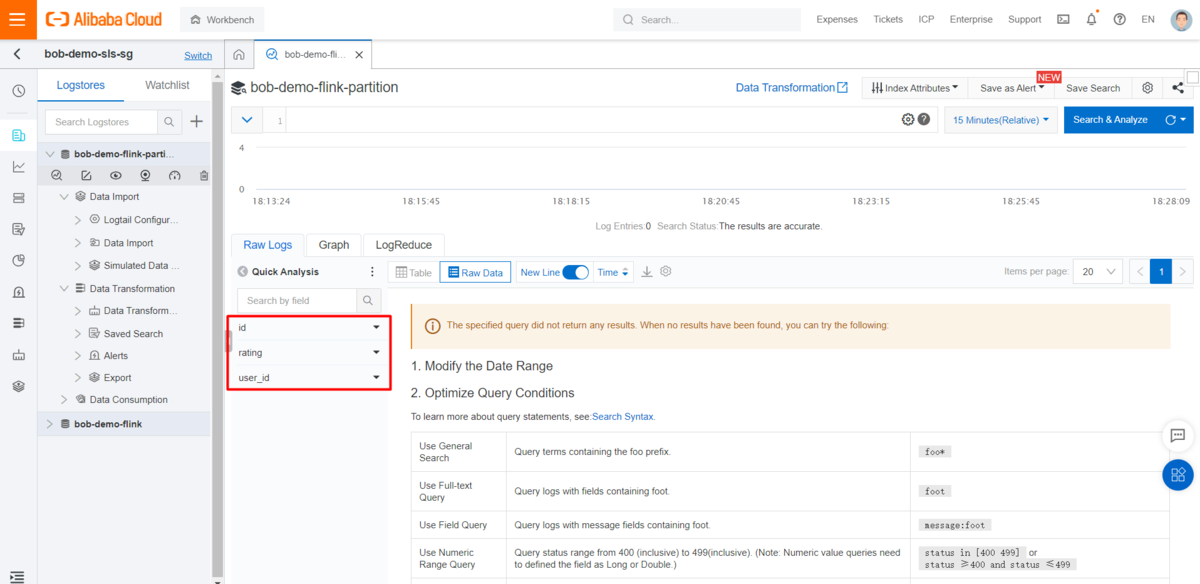 Alibaba Cloud
Workbench
Search...
Expenses
Tickets
ICP
Enterprise
Support
EN
bob-demo-sls-sg
Switch
bob-demo-fli...
Logstores
Watchlist
Search Logstores
bob-demo-flink-parti...
Data Import
Logtail Configur...
Data Import
Simulated Data ...
Data Transformation
Data Transform...
Saved Search
Alerts
Export
Data Consumption
bob-demo-flink
bob-demo-flink-partition
Data Transformation
Index Attributes
NEW
Save as Alert
Save Search
1
15 Minutes(Relative)
Search & Analyze
4
0
18:13:24
18:15:45
18:18:15
18:20:45
18:23:15
18:25:45
18:28:09
Log Entries:0 Search Status:The results are accurate.
Raw Logs
Graph
LogReduce
Quick Analysis
Table
Raw Data
New Line
Time
Items per page:
20
1
Search by field
id
rating
user_id
The specified query did not return any results. When no results have been found, you can try the following:
1. Modify the Date Range
2. Optimize Query Conditions
To learn more about query statements, see:Search Syntax.
Use General
Search
Query terms containing the foo prefix.
foo*
Use Full-text
Query
Query logs with fields containing foot.
foot
Use Field Query
Query logs with message fields containing foot.
message:foot
Use Numeric
Range Query
Query status range from 400 (inclusive) to 499(inclusive). (Note: Numeric value queries need
to defined the field as Long or Double.)
status in [400 499] or
status ≥400 and status ≤499